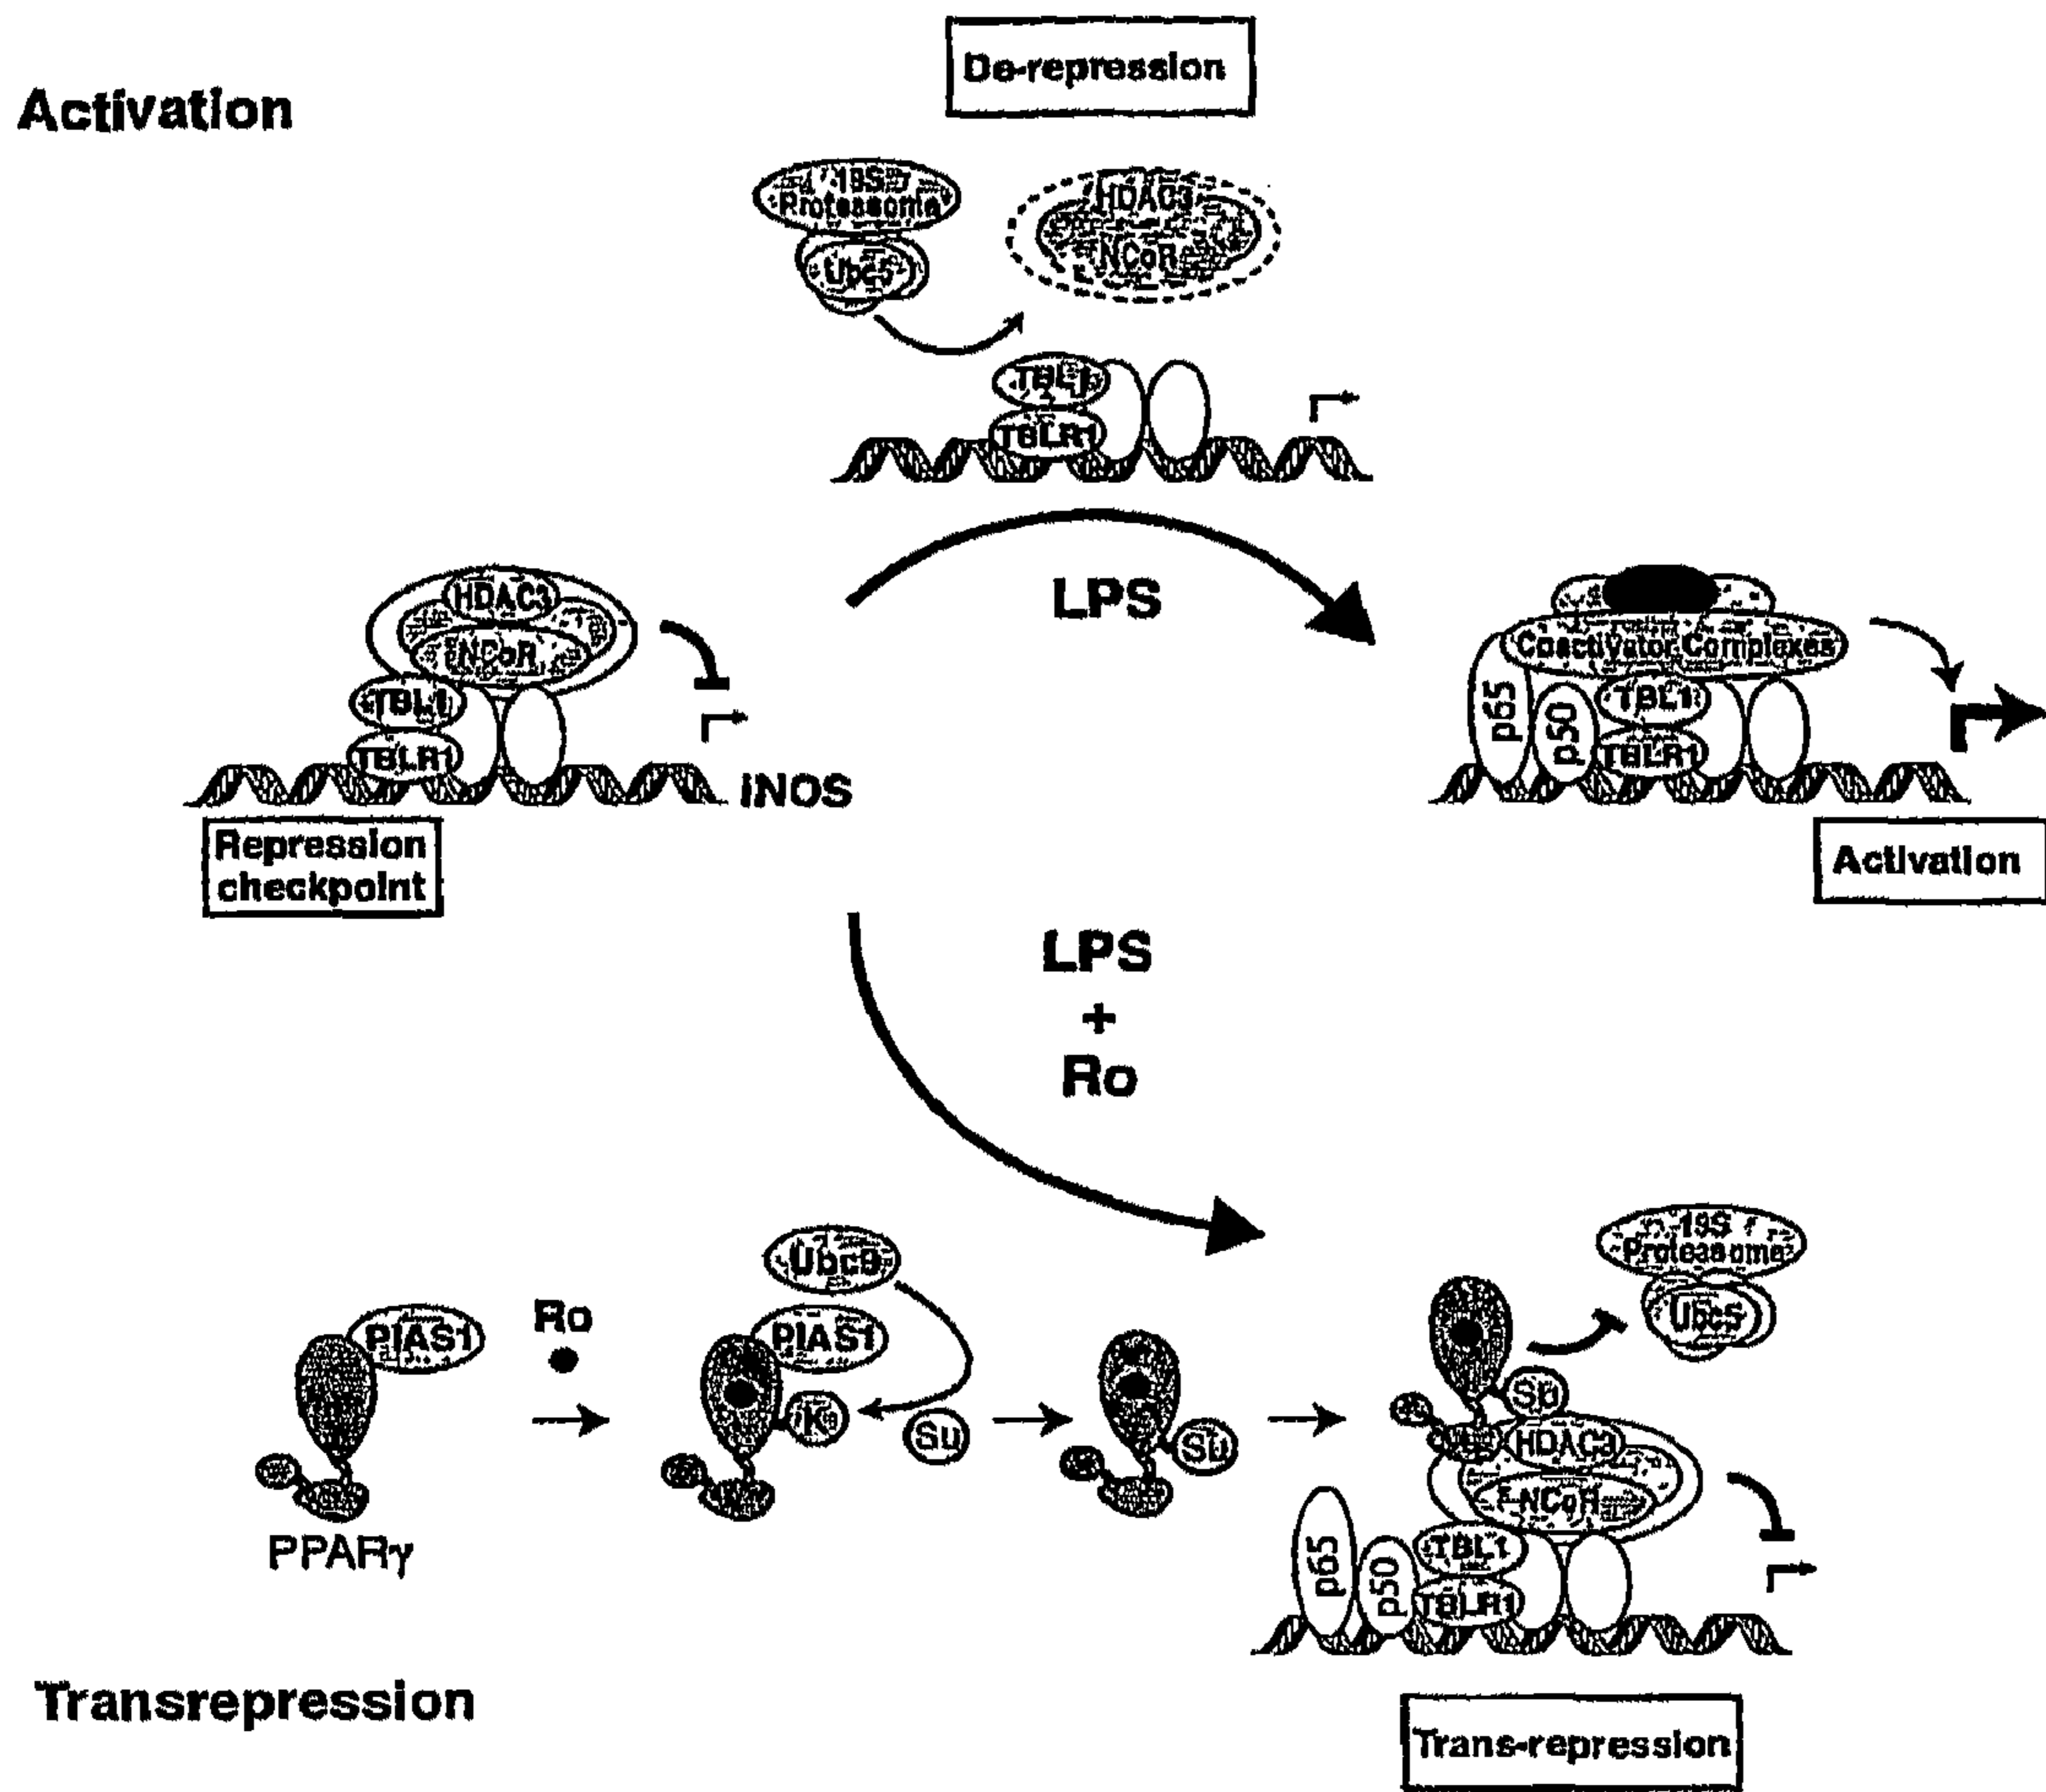 De-repression
Activation
19S
Proteasome
Ubc5
HDAC3
NCoR
TBL1
TBLR1
LPS
HDAC3
NCoR
TBL1
TBLR1
iNOS
Repression
checkpoint
Coactivator Complexes
p65
p50
TBL1
TBLR1
Activation
LPS
+
Ro
PIAS1
PPARγ
Ro
Ubc9
PIAS1
K
Su
Su
19S
Proteasome
Ubc5
Su
HDAC3
NCoR
p65
p50
TBL1
TBLR1
Transrepression
Trans-repression